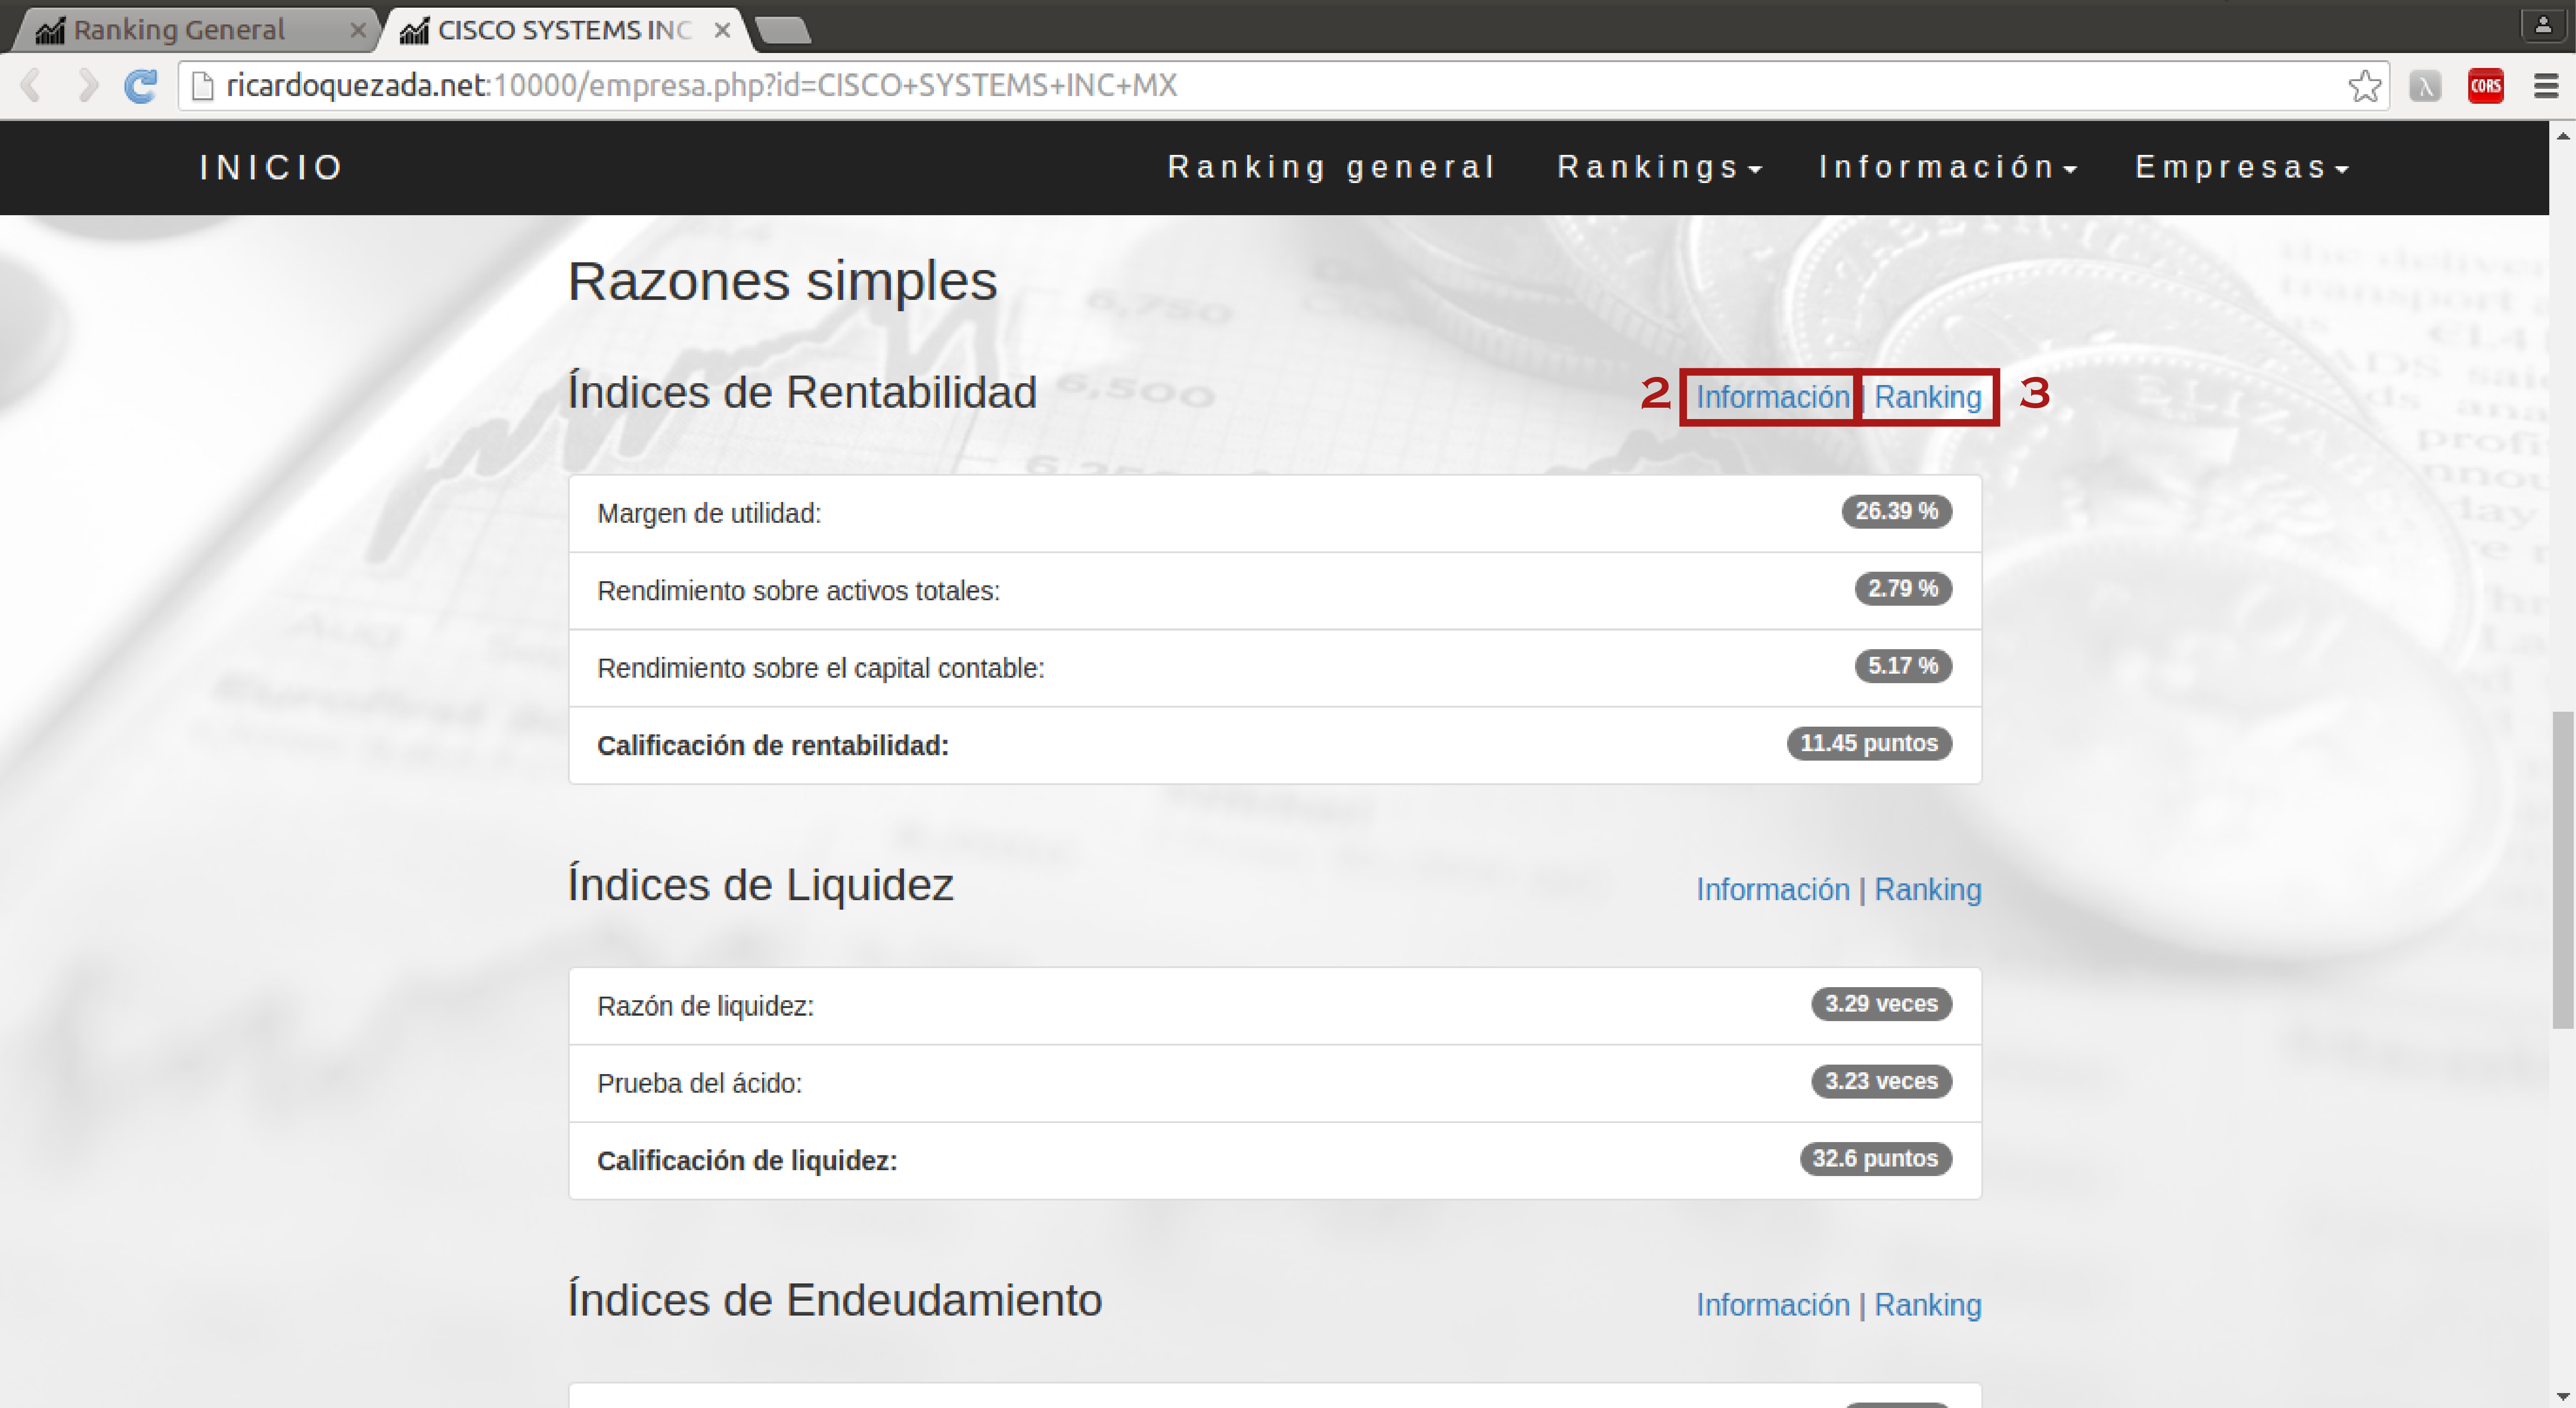 Ranking General
CISCO SYSTEMS INC
ricardoquezada.net:10000/empresa.php?id=CISCO+SYSTEMS+INC+MX
CORS
INICIO Ranking general Rankings Información Empresas
Razones simples
Índices de Rentabilidad 2 Información | Ranking 3
Margen de utilidad: 26.39 %
Rendimiento sobre activos totales: 2.79 %
Rendimiento sobre el capital contable: 5.17 %
Calificación de rentabilidad: 11.45 puntos
Índices de Liquidez Información | Ranking
Razón de liquidez: 3.29 veces
Prueba del ácido: 3.23 veces
Calificación de liquidez: 32.6 puntos
Índices de Endeudamiento Información | Ranking